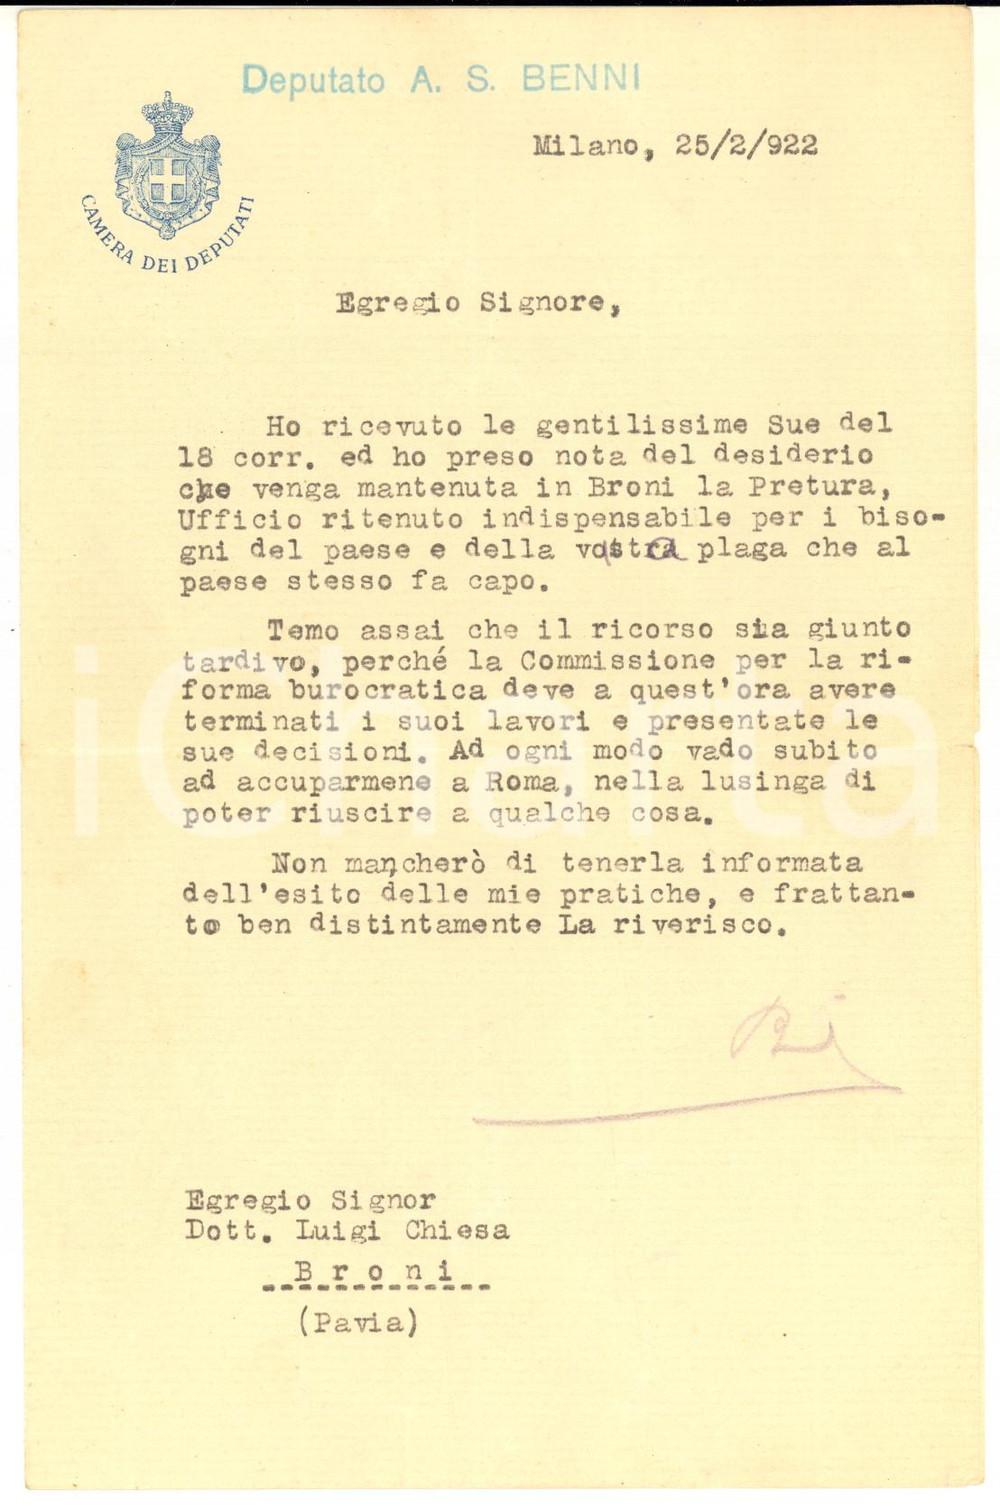 Deputato A. S. BENNI
Milano, 25/2/922
CAMERA DEI DEPUTATI
Egregio Signore,
Ho ricevuto le gentilissime Sue del
18 corr. ed ho preso nota del desiderio
che venga mantenuta in Broni la Pretura,
Ufficio ritenuto indispensabile per i biso-
gni del paese e della vostra plaga che al
paese stesso fa capo.
Temo assai che il ricorso sia giunto
tardivo, perché la Commissione per la ri-
forma burocratica deve a quest'ora avere
terminati i suoi lavori e presentate le
sue decisioni. Ad ogni modo vado subito
ad accuparmene a Roma, nella lusinga di
poter riuscire a qualche cosa.
Non mancherò di tenerla informata
dell'esito delle mie pratiche, e frattan-
to ben distintamente La riverisco.
Egregio Signor
Dott. Luigi Chiesa
Broni
(Pavia)